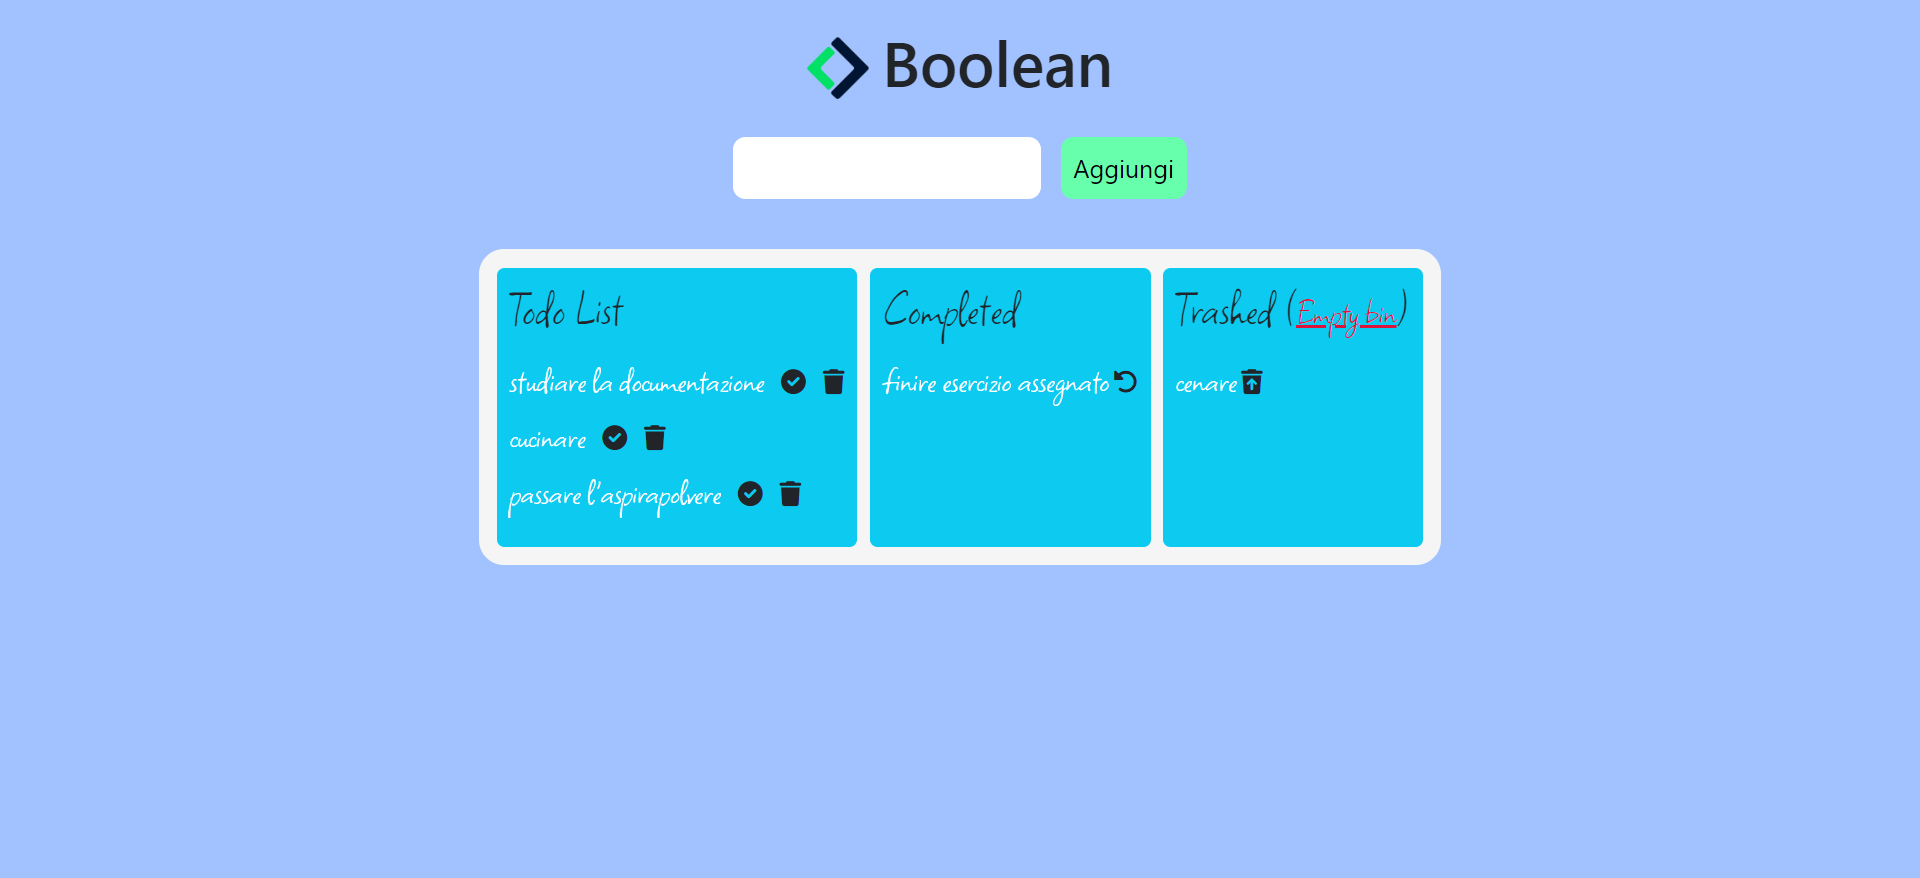 Boolean
Aggiungi
Todo List
studiare la documentazione
cucinare
passare l'aspirapolvere
Completed
finire esercizio assegnato
Trashed (Empty bin)
cenare